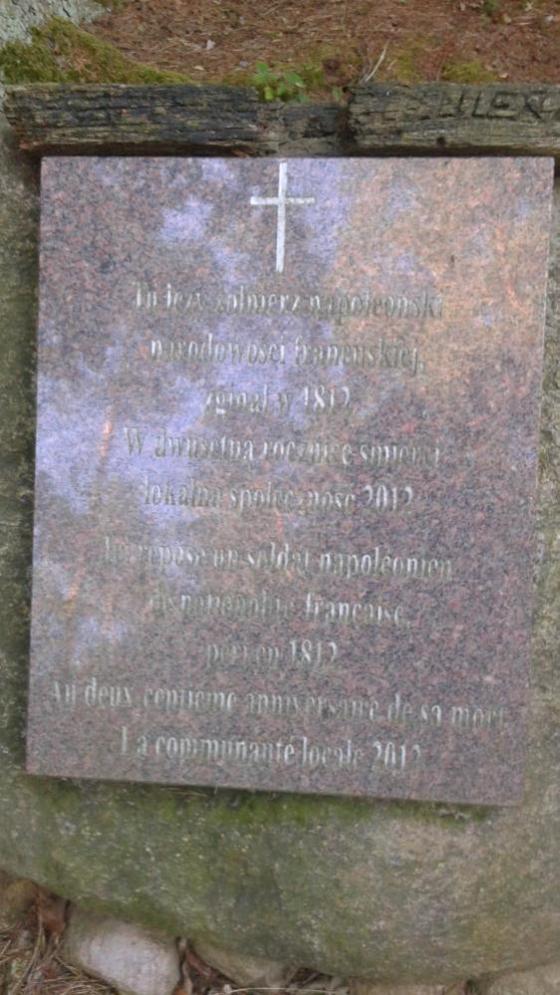 Tu leży żołnierz napoleoński
narodowości francuskiej,
zginął w 1812
W dwusetną rocznicę śmierci
lokalna społeczność 2012
Ici repose un soldat napoléonien
de nationalité française,
péri en 1812
Au deux centième anniversaire de sa mort
La communauté locale 2012